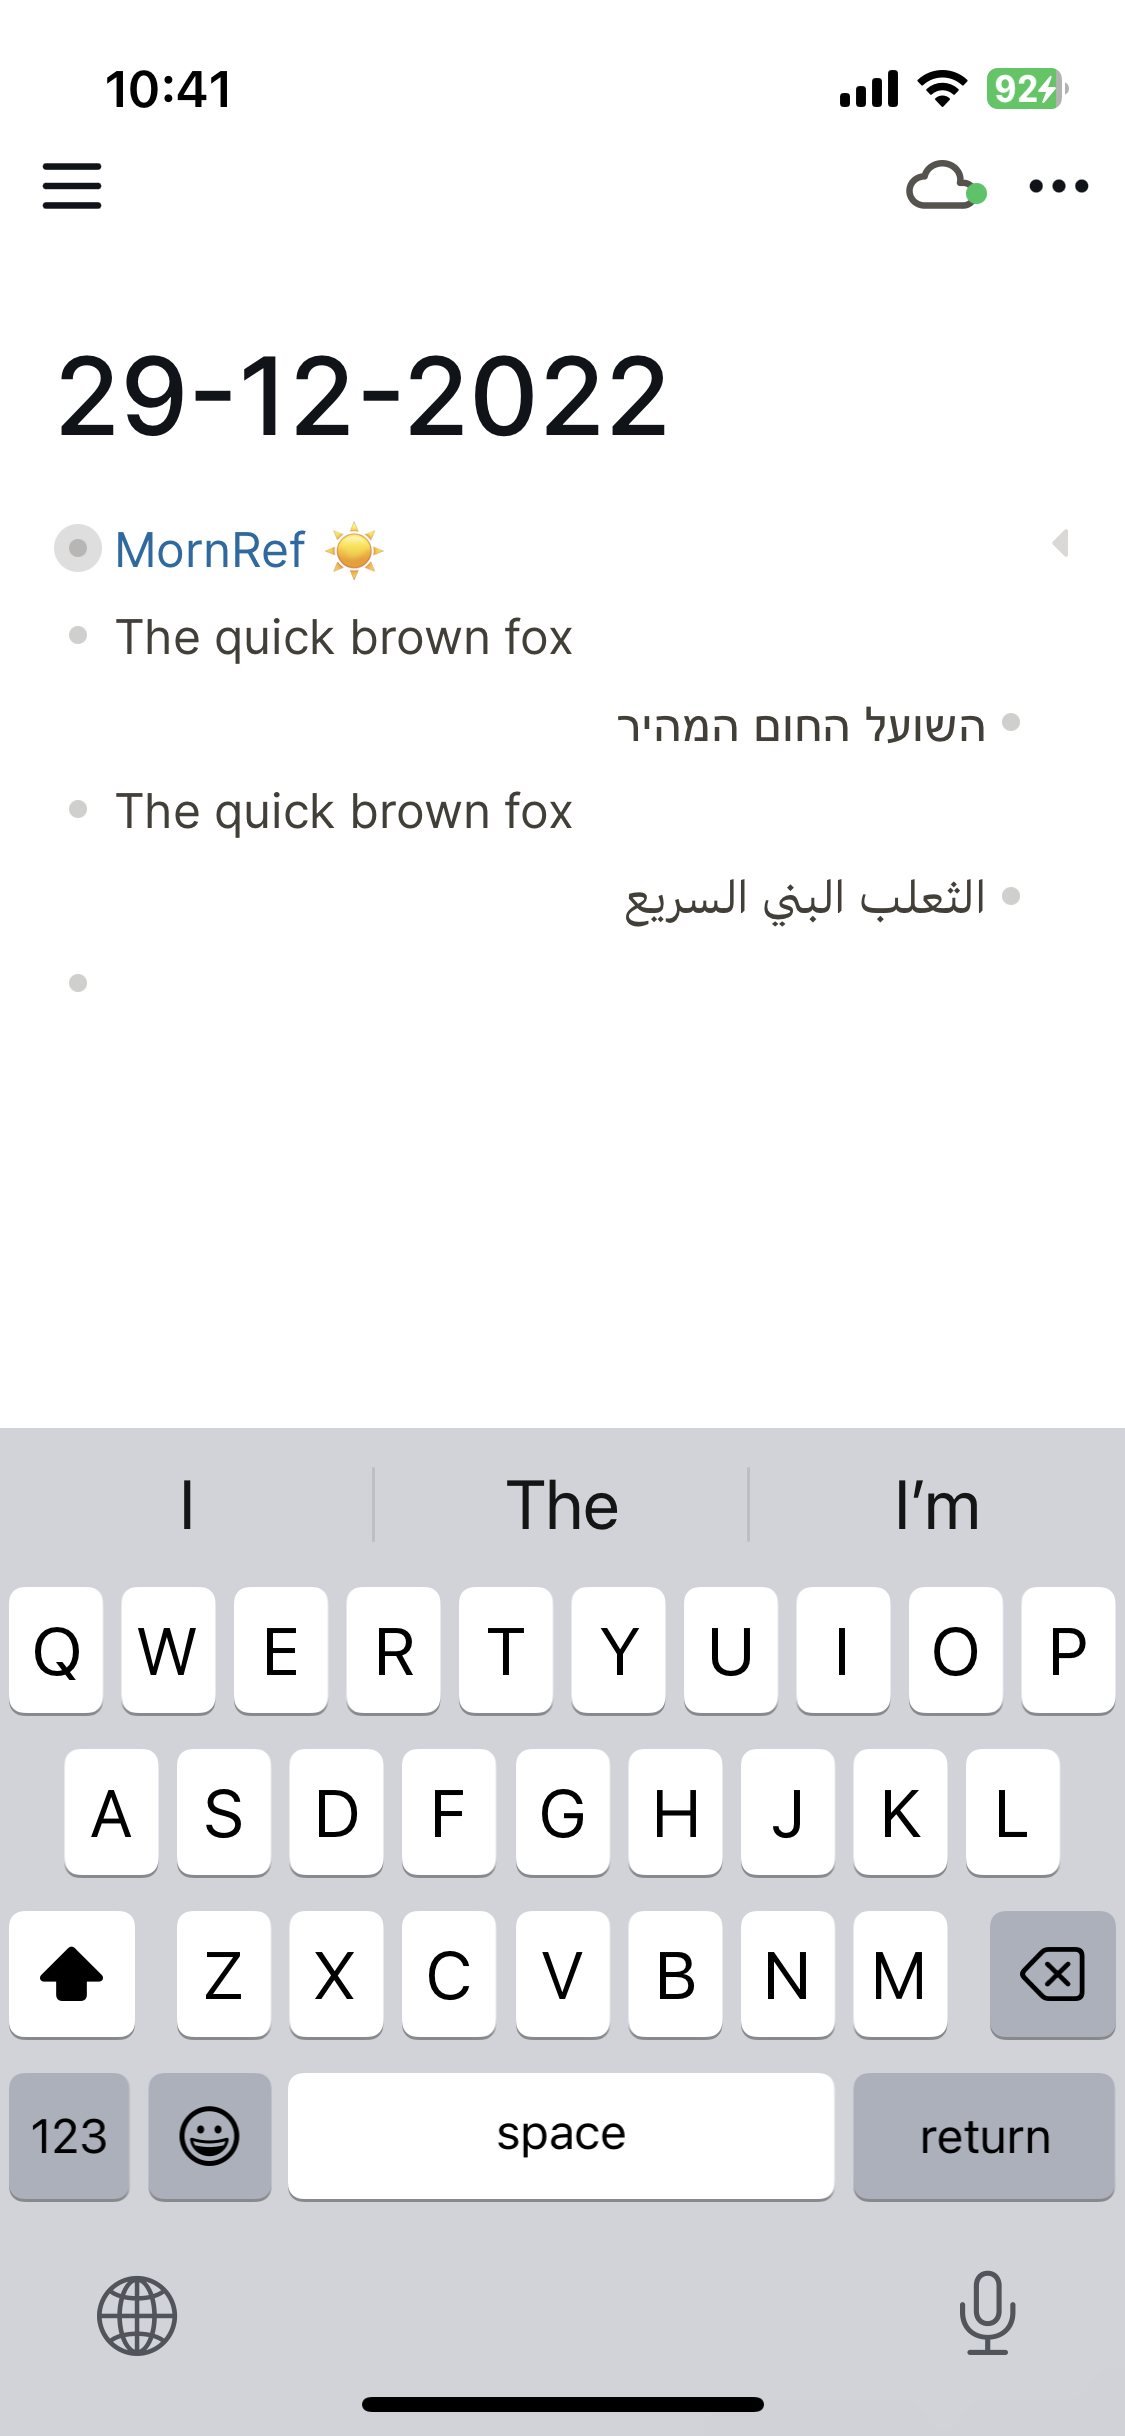 10:41
92
29-12-2022
MornRef ☀️
The quick brown fox
השועל החום המהיר
The quick brown fox
الثعلب البني السريع
I The I’m
Q W E R T Y U I O P
A S D F G H J K L
Z X C V B N M
123 space return